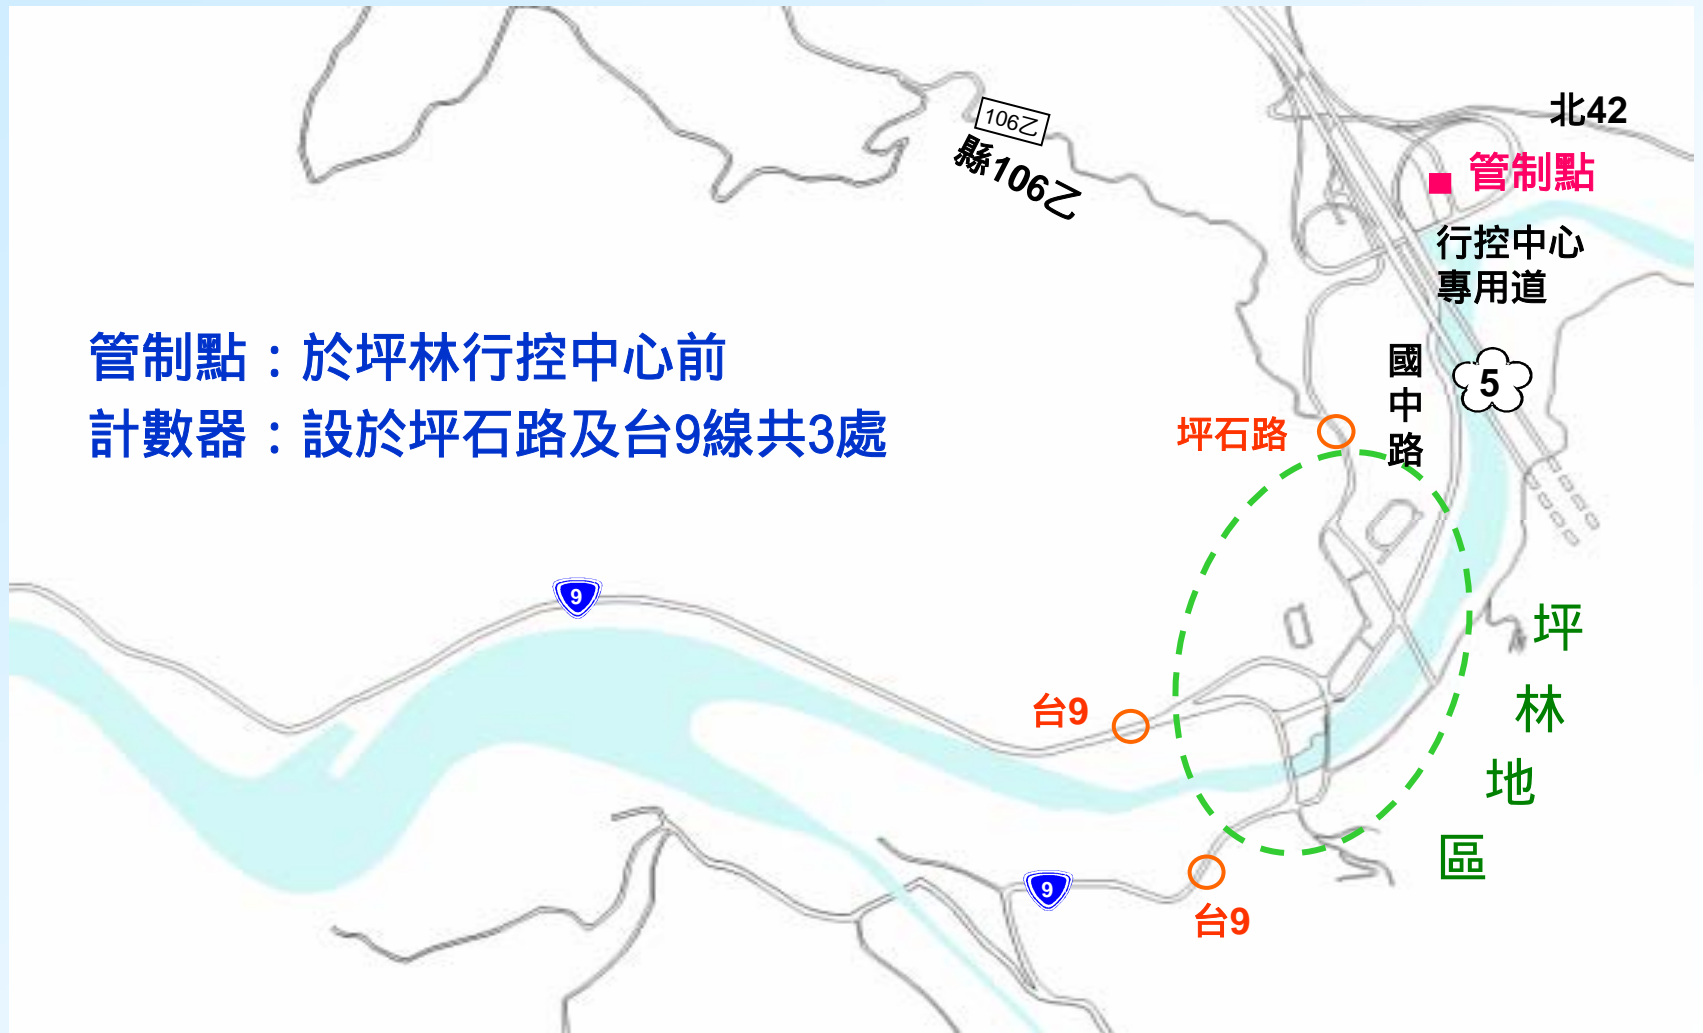 北42
106乙
縣106乙
管制點
行控中心
專用道
管制點：於坪林行控中心前
計數器：設於坪石路及台9線共3處
國中路
5
坪石路
9
坪林地區
台9
9
台9